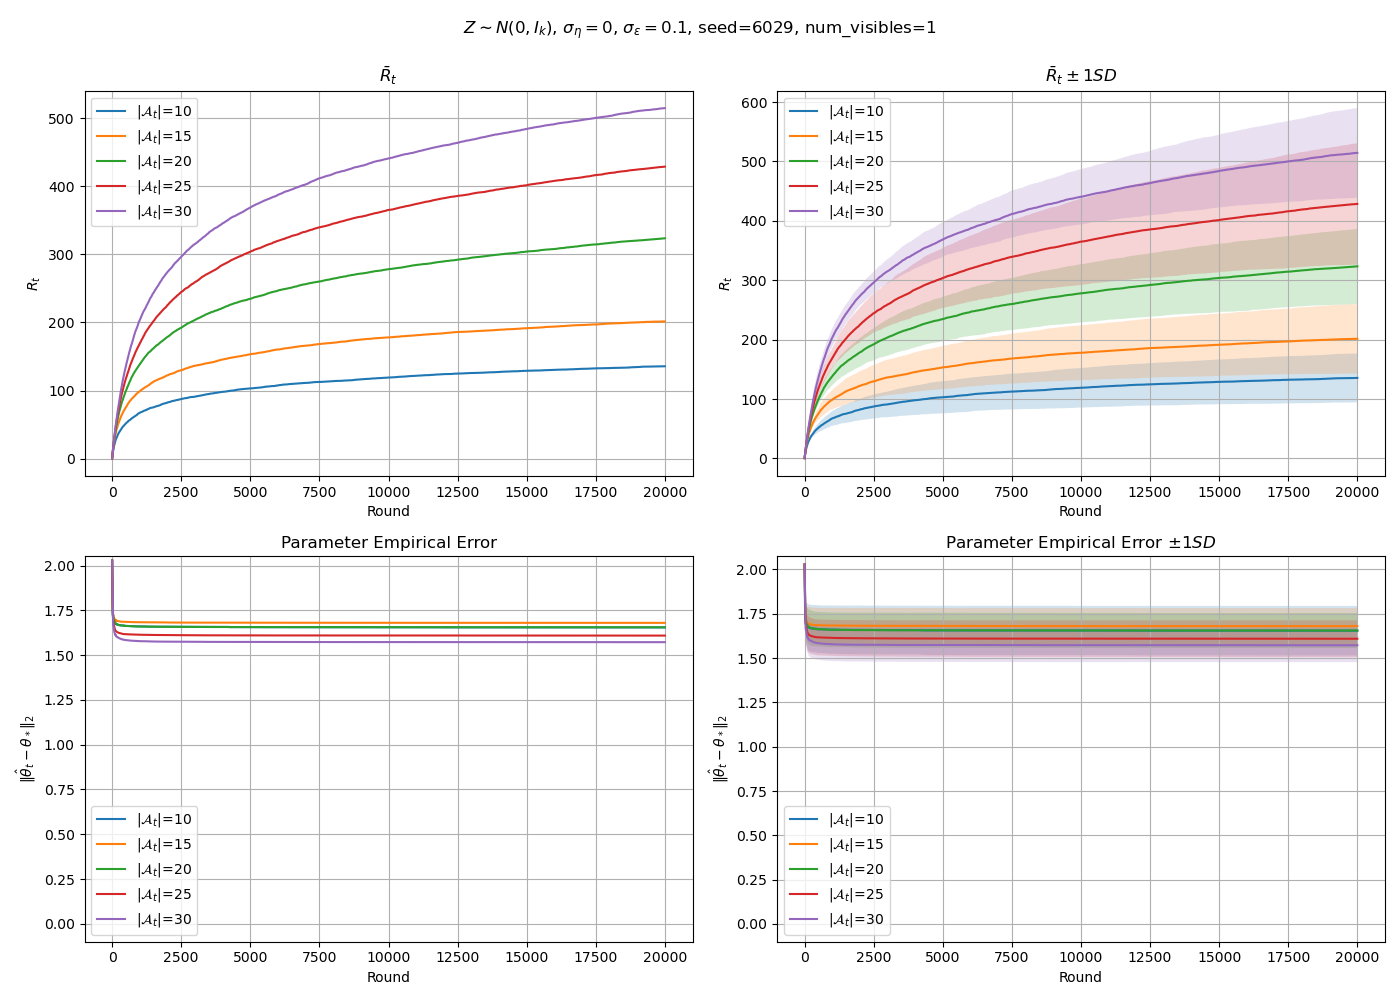 Z ∼ N(0, I_k), σ_η = 0, σ_ε = 0.1, seed=6029, num_visibles=1
R̄_t
R_t
500
400
300
200
100
0
|𝒜_t|=10
|𝒜_t|=15
|𝒜_t|=20
|𝒜_t|=25
|𝒜_t|=30
0 2500 5000 7500 10000 12500 15000 17500 20000
Round
R̄_t ± 1SD
R_t
600
500
400
300
200
100
0
|𝒜_t|=10
|𝒜_t|=15
|𝒜_t|=20
|𝒜_t|=25
|𝒜_t|=30
0 2500 5000 7500 10000 12500 15000 17500 20000
Round
Parameter Empirical Error
‖θ̂_t − θ_*‖₂
2.00
1.75
1.50
1.25
1.00
0.75
0.50
0.25
0.00
|𝒜_t|=10
|𝒜_t|=15
|𝒜_t|=20
|𝒜_t|=25
|𝒜_t|=30
0 2500 5000 7500 10000 12500 15000 17500 20000
Round
Parameter Empirical Error ±1SD
‖θ̂_t − θ_*‖₂
2.00
1.75
1.50
1.25
1.00
0.75
0.50
0.25
0.00
|𝒜_t|=10
|𝒜_t|=15
|𝒜_t|=20
|𝒜_t|=25
|𝒜_t|=30
0 2500 5000 7500 10000 12500 15000 17500 20000
Round